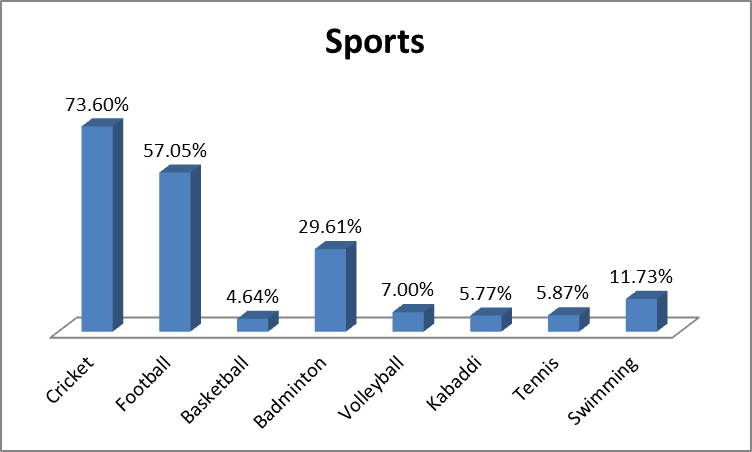 Sports
73.60%
57.05%
4.64%
29.61%
7.00%
5.77%
5.87%
11.73%
Cricket
Football
Basketball
Badminton
Volleyball
Kabaddi
Tennis
Swimming